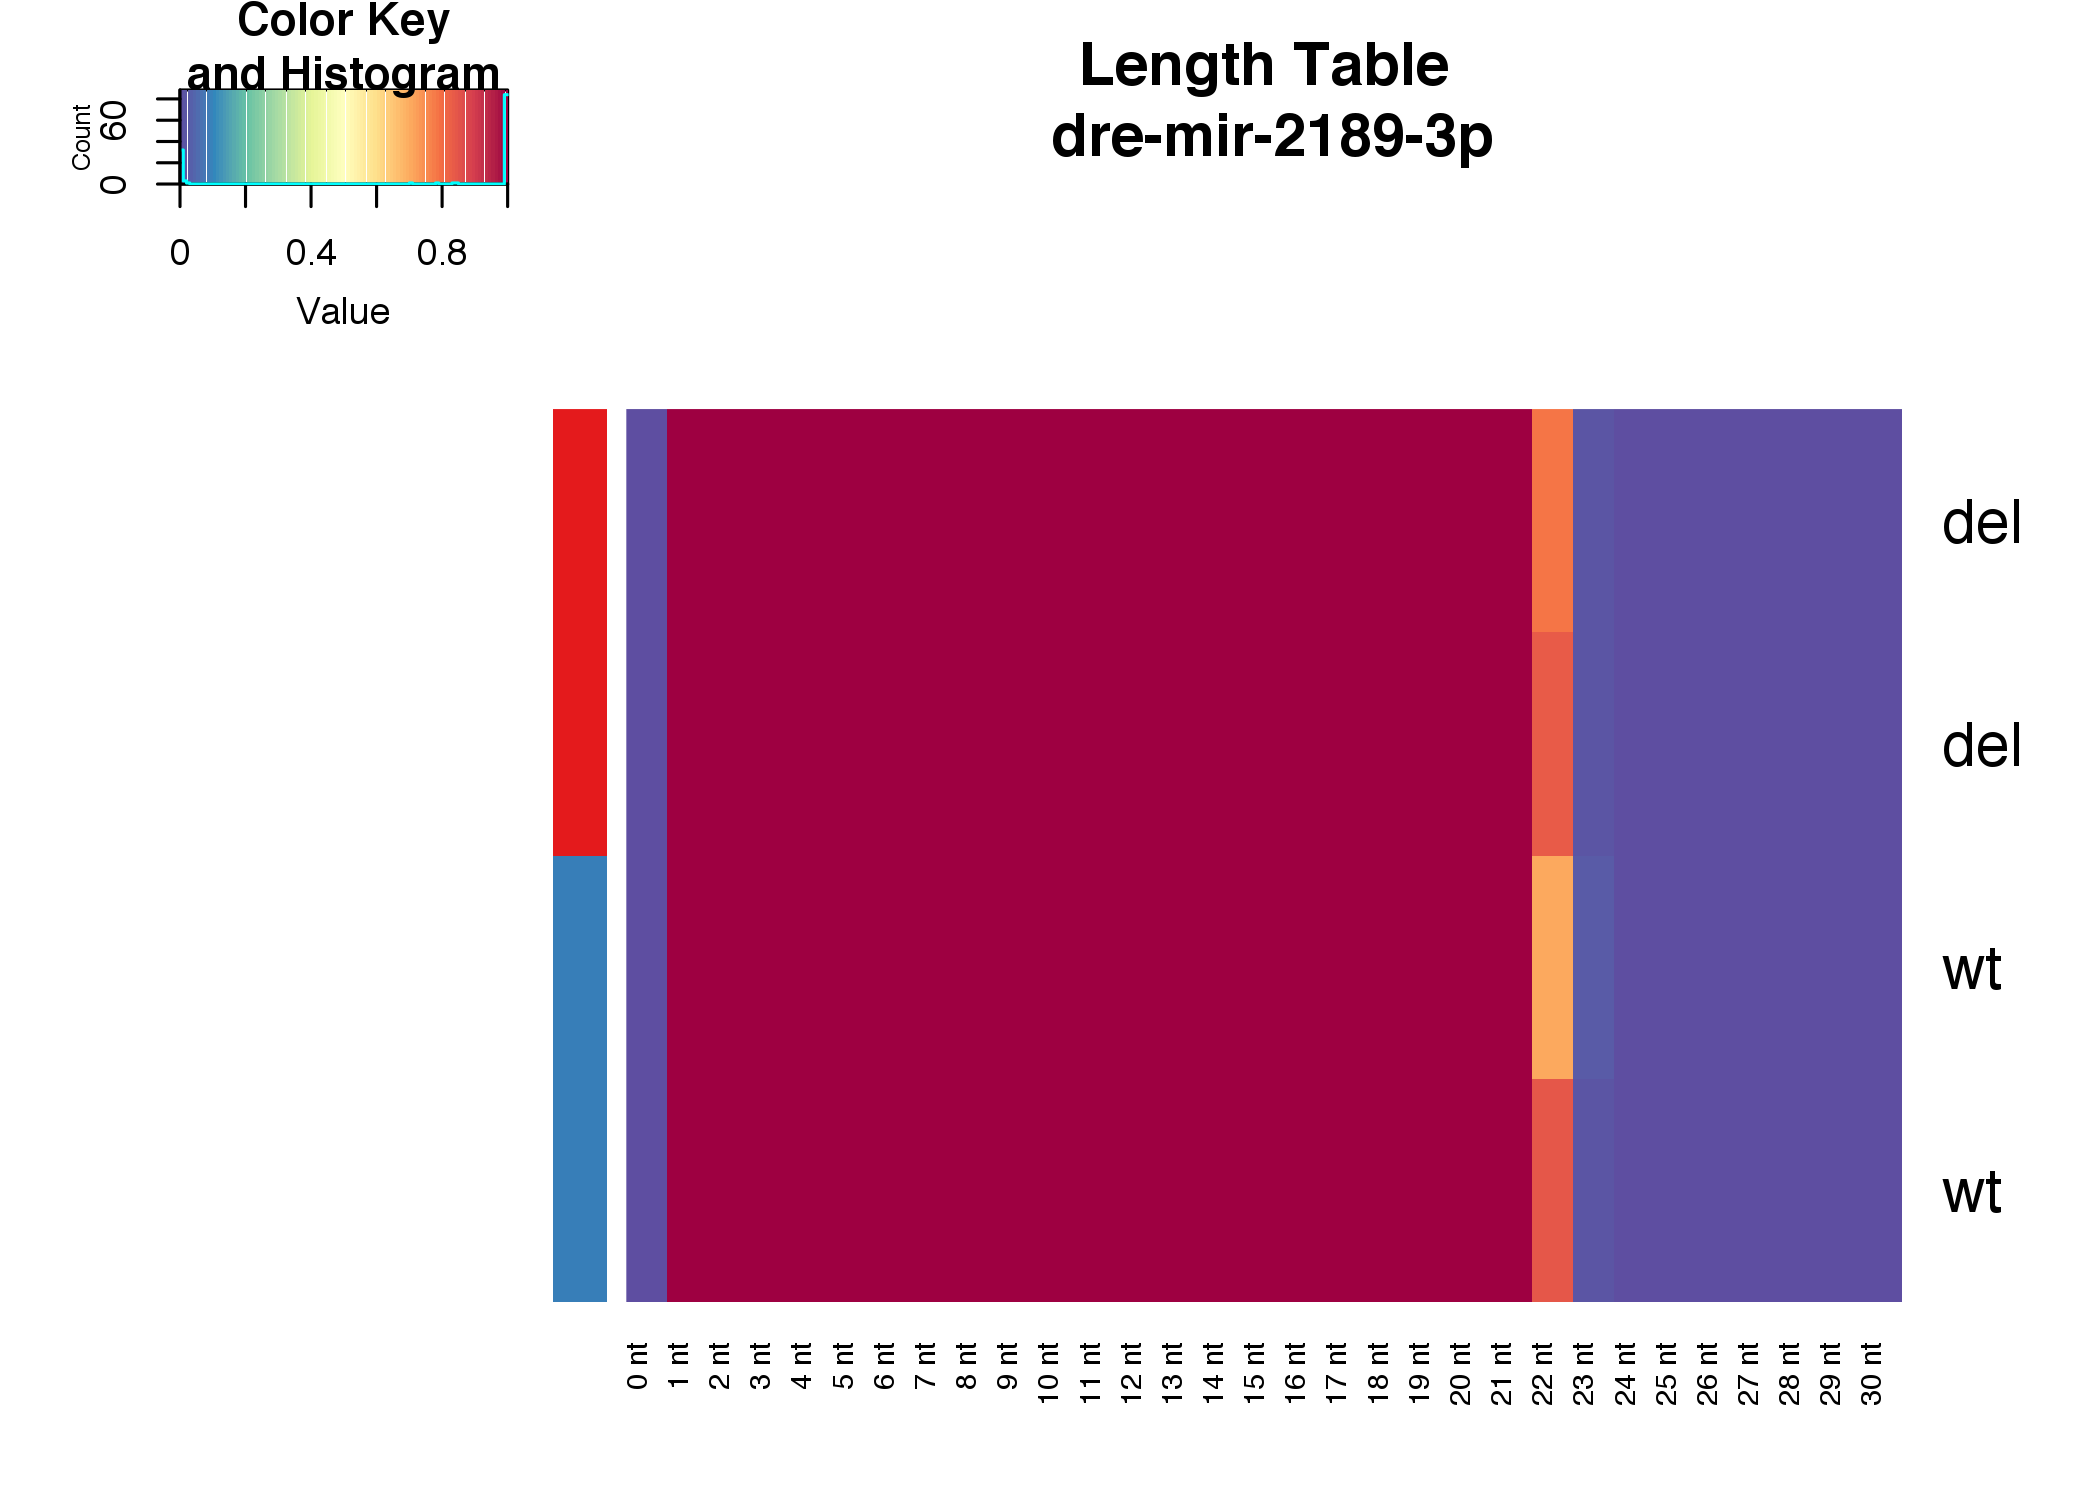 Color Key
and Histogram
Count
0
60
0
0.4
0.8
Value
Length Table
dre-mir-2189-3p
del
del
wt
wt
0 nt
1 nt
2 nt
3 nt
4 nt
5 nt
6 nt
7 nt
8 nt
9 nt
10 nt
11 nt
12 nt
13 nt
14 nt
15 nt
16 nt
17 nt
18 nt
19 nt
20 nt
21 nt
22 nt
23 nt
24 nt
25 nt
26 nt
27 nt
28 nt
29 nt
30 nt